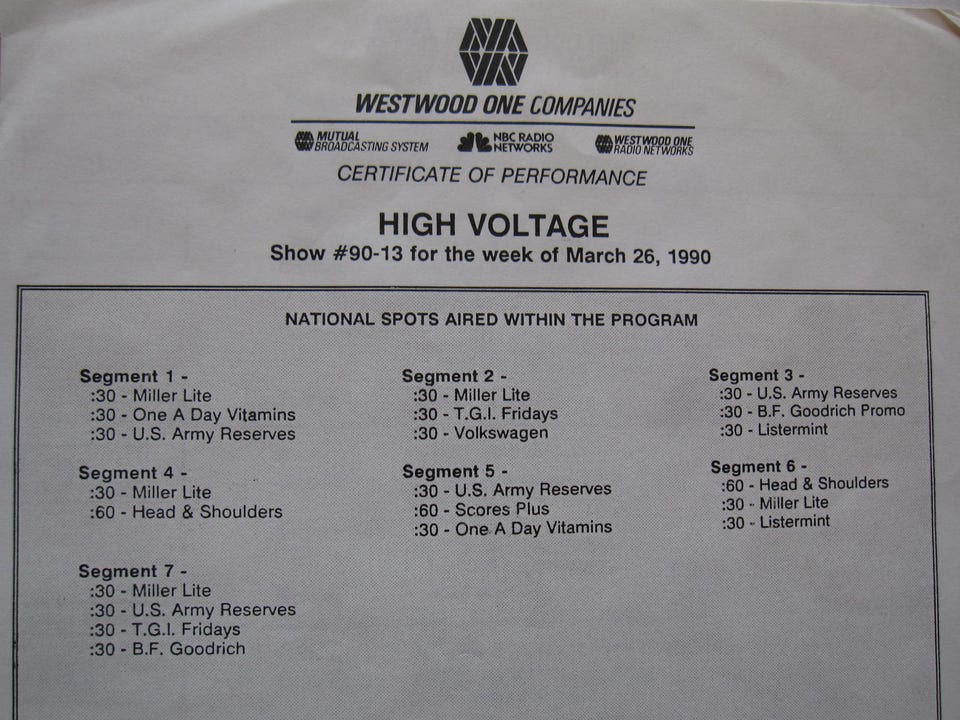 WESTWOOD ONE COMPANIES
MUTUAL
BROADCASTING SYSTEM
NBC RADIO
NETWORKS
WESTWOOD ONE
RADIO NETWORKS
CERTIFICATE OF PERFORMANCE
HIGH VOLTAGE
Show #90-13 for the week of March 26, 1990
NATIONAL SPOTS AIRED WITHIN THE PROGRAM
Segment 1 -
:30 - Miller Lite
:30 - One A Day Vitamins
:30 - U.S. Army Reserves
Segment 2 -
:30 - Miller Lite
:30 - T.G.I. Fridays
:30 - Volkswagen
Segment 3 -
:30 - U.S. Army Reserves
:30 - B.F. Goodrich Promo
:30 - Listermint
Segment 4 -
:30 - Miller Lite
:60 - Head & Shoulders
Segment 5 -
:30 - U.S. Army Reserves
:60 - Scores Plus
:30 - One A Day Vitamins
Segment 6 -
:60 - Head & Shoulders
:30 - Miller Lite
:30 - Listermint
Segment 7 -
:30 - Miller Lite
:30 - U.S. Army Reserves
:30 - T.G.I. Fridays
:30 - B.F. Goodrich